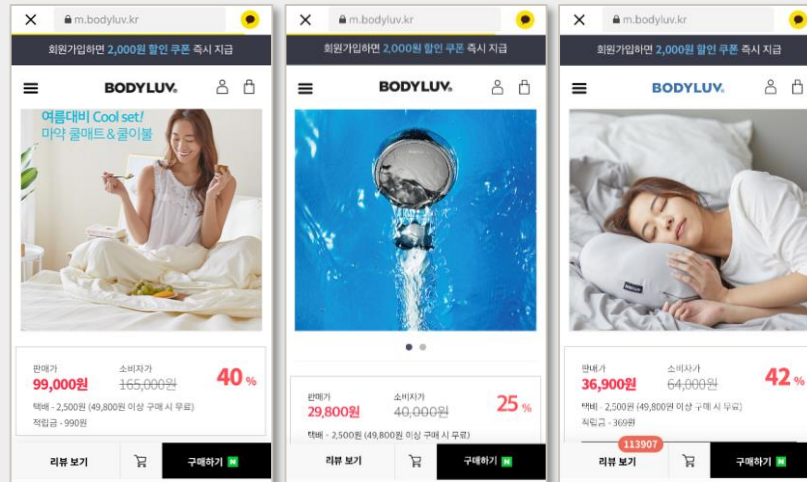 m.bodyluv.kr
회원가입하면 2,000원 할인 쿠폰 즉시 지급
BODYLUV.
여름대비 Cool set!
마약 쿨매트&쿨이불
판매가 소비자가
99,000원 165,000원 40%
택배 - 2,500원 (49,800원 이상 구매 시 무료)
적립금 - 990원
리뷰 보기 구매하기 N
m.bodyluv.kr
회원가입하면 2,000원 할인 쿠폰 즉시 지급
BODYLUV.
판매가 소비자가
29,800원 40,000원 25%
택배 - 2,500원 (49,800원 이상 구매 시 무료)
리뷰 보기 구매하기 N
m.bodyluv.kr
회원가입하면 2,000원 할인 쿠폰 즉시 지급
BODYLUV.
BODYLUV
판매가 소비자가
36,900원 64,000원 42%
택배 - 2,500원 (49,800원 이상 구매 시 무료)
적립금 - 369원
113907
리뷰 보기 구매하기 N